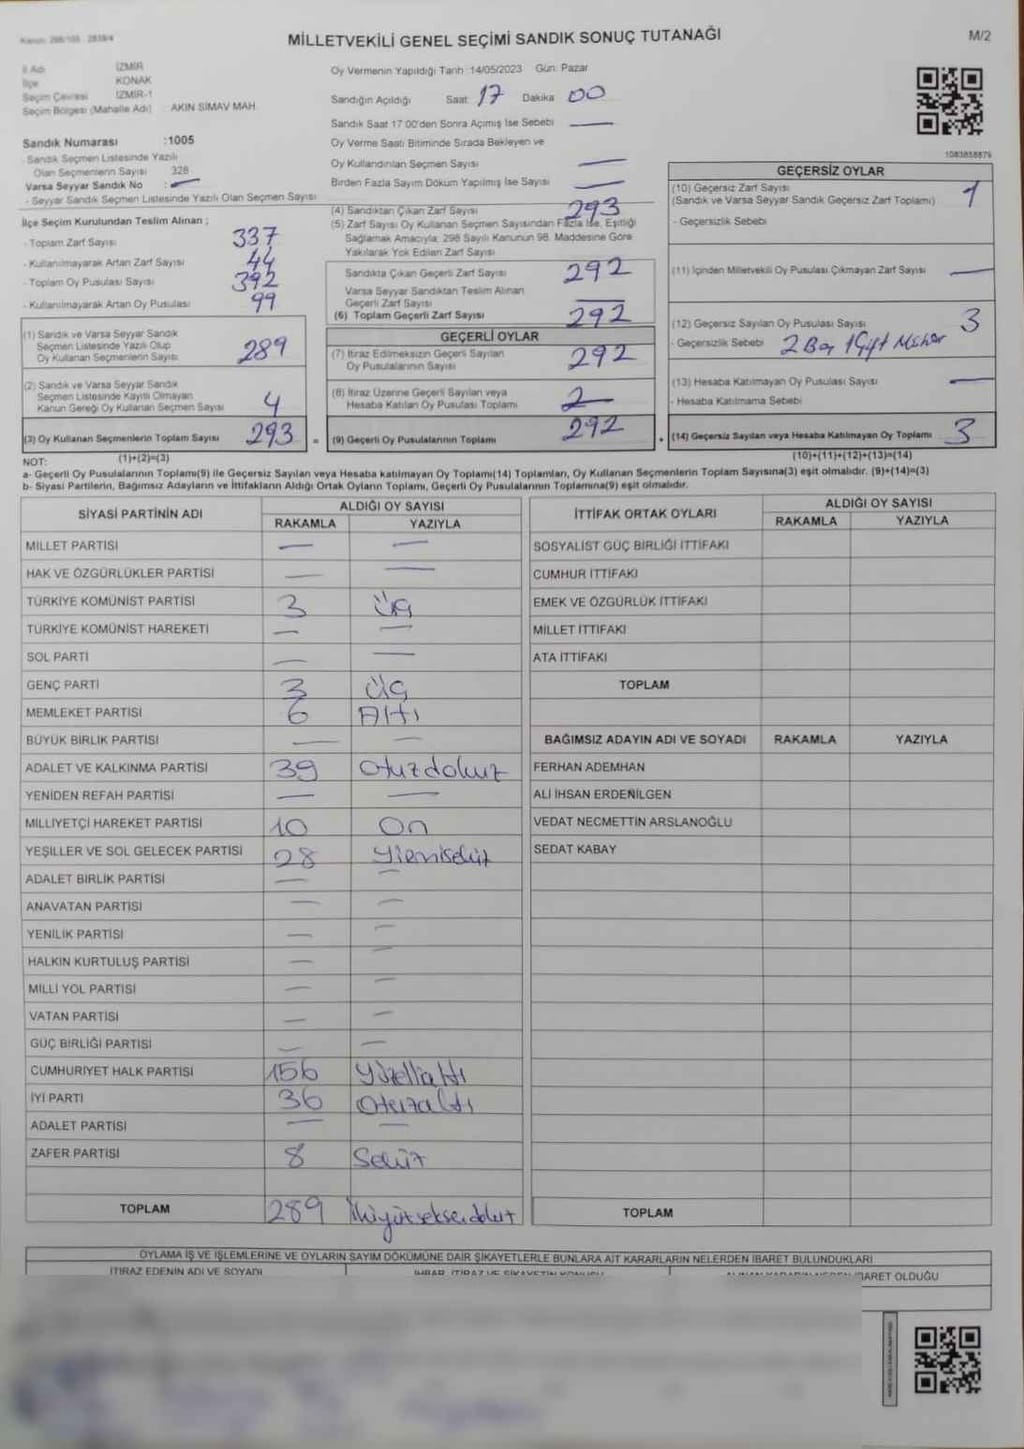 MİLLETVEKİLİ GENEL SEÇİMİ SANDIK SONUÇ TUTANAĞI
M/2
İl Adı İZMİR
İlçe KONAK
Seçim Çevresi İZMİR-1
Seçim Bölgesi (Mahalle Adı) AKIN SİMAV MAH.
Sandık Numarası :1005
- Sandık Seçmen Listesinde Yazılı
Olan Seçmenlerin Sayısı 328
Varsa Seyyar Sandık No : —
- Seyyar Sandık Seçmen Listesinde Yazılı Olan Seçmen Sayısı
Oy Vermenin Yapıldığı Tarih :14/05/2023 Gün: Pazar
Sandığın Açıldığı Saat 17 Dakika 00
Sandık Saat 17.00'den Sonra Açımış İse Sebebi —
Oy Verme Saati Bitiminde Sırada Bekleyen ve
Oy Kullandırılan Seçmen Sayısı —
Birden Fazla Sayım Döküm Yapılmış İse Sayısı —
1083858879
İlçe Seçim Kurulundan Teslim Alınan ;
- Toplam Zarf Sayısı 337
- Kullanılmayarak Artan Zarf Sayısı 44
- Toplam Oy Pusulası Sayısı 392
- Kullanılmayarak Artan Oy Pusulası 99
(1) Sandık ve Varsa Seyyar Sandık
Seçmen Listesinde Yazılı Olup
Oy Kullanan Seçmenlerin Sayısı 289
(2) Sandık ve Varsa Seyyar Sandık
Seçmen Listesinde Kayıtlı Olmayan
Kanun Gereği Oy Kullanan Seçmen Sayısı 4
(3) Oy Kullanan Seçmenlerin Toplam Sayısı 293
(4) Sandıktan Çıkan Zarf Sayısı 293
(5) Zarf Sayısı Oy Kullanan Seçmen Sayısından Fazla İse, Eşitliği
Sağlamak Amacıyla; 298 Sayılı Kanunun 98. Maddesine Göre
Yakılarak Yok Edilen Zarf Sayısı
Sandıkta Çıkan Geçerli Zarf Sayısı 292
Varsa Seyyar Sandıktan Teslim Alınan
Geçerli Zarf Sayısı —
(6) Toplam Geçerli Zarf Sayısı 292
GEÇERLİ OYLAR
(7) İtiraz Edilmeksizin Geçerli Sayılan
Oy Pusulalarının Sayısı 292
(8) İtiraz Üzerine Geçerli Sayılan veya
Hesaba Katılan Oy Pusulası Toplamı
= (9) Geçerli Oy Pusulalarının Toplamı 292
GEÇERSİZ OYLAR
(10) Geçersiz Zarf Sayısı 1
(Sandık ve Varsa Seyyar Sandık Geçersiz Zarf Toplamı)
- Geçersizlik Sebebi
(11) İçinden Milletvekili Oy Pusulası Çıkmayan Zarf Sayısı —
(12) Geçersiz Sayılan Oy Pusulası Sayısı 3
- Geçersizlik Sebebi 2 Boş 1 Çift Mühür
(13) Hesaba Katılmayan Oy Pusulası Sayısı —
- Hesaba Katılmama Sebebi
+ (14) Geçersiz Sayılan veya Hesaba Katılmayan Oy Toplamı 3
NOT: (1)+(2)=(3) (10)+(11)+(12)+(13)=(14)
a- Geçerli Oy Pusulalarının Toplamı(9) ile Geçersiz Sayılan veya Hesaba katılmayan Oy Toplamı(14) Toplamları, Oy Kullanan Seçmenlerin Toplam Sayısına(3) eşit olmalıdır. (9)+(14)=(3)
b- Siyasi Partilerin, Bağımsız Adayların ve İttifakların Aldığı Ortak Oyların Toplamı, Geçerli Oy Pusulalarının Toplamına(9) eşit olmalıdır.
SİYASİ PARTİNİN ADI ALDIĞI OY SAYISI
RAKAMLA YAZIYLA
MİLLET PARTİSİ — —
HAK VE ÖZGÜRLÜKLER PARTİSİ — —
TÜRKİYE KOMÜNİST PARTİSİ 3 Üç
TÜRKİYE KOMÜNİST HAREKETİ — —
SOL PARTİ — —
GENÇ PARTİ 3 Üç
MEMLEKET PARTİSİ 6 Altı
BÜYÜK BİRLİK PARTİSİ — —
ADALET VE KALKINMA PARTİSİ 39 Otuzdokuz
YENİDEN REFAH PARTİSİ — —
MİLLİYETÇİ HAREKET PARTİSİ 10 On
YEŞİLLER VE SOL GELECEK PARTİSİ 28 Yirmisekiz
ADALET BİRLİK PARTİSİ — —
ANAVATAN PARTİSİ — —
YENİLİK PARTİSİ — —
HALKIN KURTULUŞ PARTİSİ — —
MİLLİ YOL PARTİSİ — —
VATAN PARTİSİ — —
GÜÇ BİRLİĞİ PARTİSİ — —
CUMHURİYET HALK PARTİSİ 156 Yüzellialtı
İYİ PARTİ 36 Otuzaltı
ADALET PARTİSİ — —
ZAFER PARTİSİ 8 Sekiz
TOPLAM 289 İkiyüzseksendokuz
İTTİFAK ORTAK OYLARI ALDIĞI OY SAYISI
RAKAMLA YAZIYLA
SOSYALİST GÜÇ BİRLİĞİ İTTİFAKI
CUMHUR İTTİFAKI
EMEK VE ÖZGÜRLÜK İTTİFAKI
MİLLET İTTİFAKI
ATA İTTİFAKI
TOPLAM
BAĞIMSIZ ADAYIN ADI VE SOYADI RAKAMLA YAZIYLA
FERHAN ADEMHAN
ALİ İHSAN ERDENİLGEN
VEDAT NECMETTİN ARSLANOĞLU
SEDAT KABAY
TOPLAM
OYLAMA İŞ VE İŞLEMLERİNE VE OYLARIN SAYIM DÖKÜMÜNE DAİR ŞİKAYETLERLE BUNLARA AİT KARARLARIN NELERDEN İBARET BULUNDUKLARI
İTİRAZ EDENİN ADI VE SOYADI
İBARET OLDUĞU